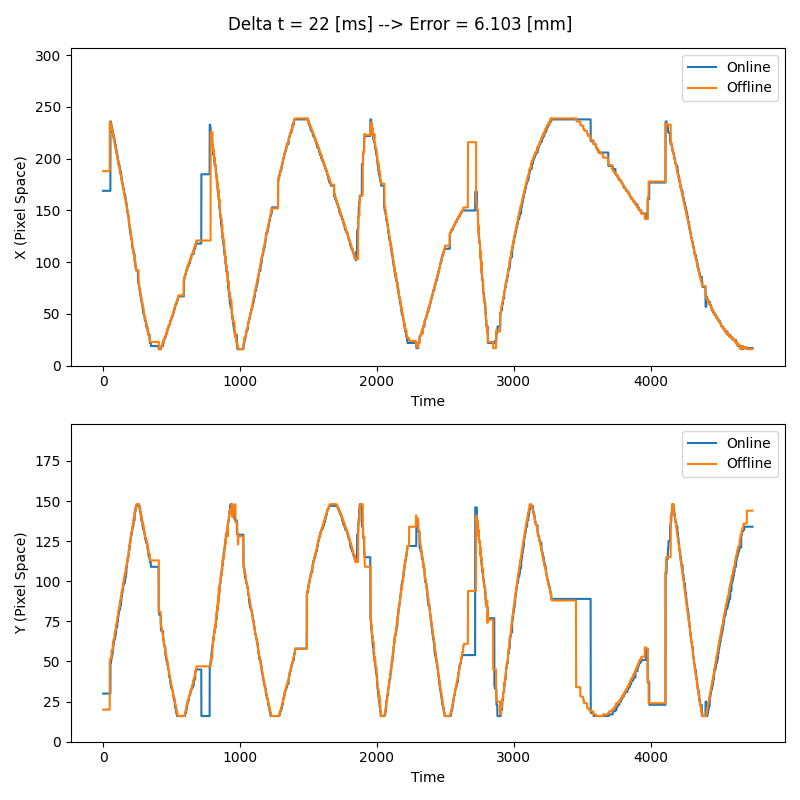 Delta t = 22 [ms] --> Error = 6.103 [mm]
300
250
200
150
100
50
0
X (Pixel Space)
Online
Offline
0 1000 2000 3000 4000
Time
175
150
125
100
75
50
25
0
Y (Pixel Space)
Online
Offline
0 1000 2000 3000 4000
Time